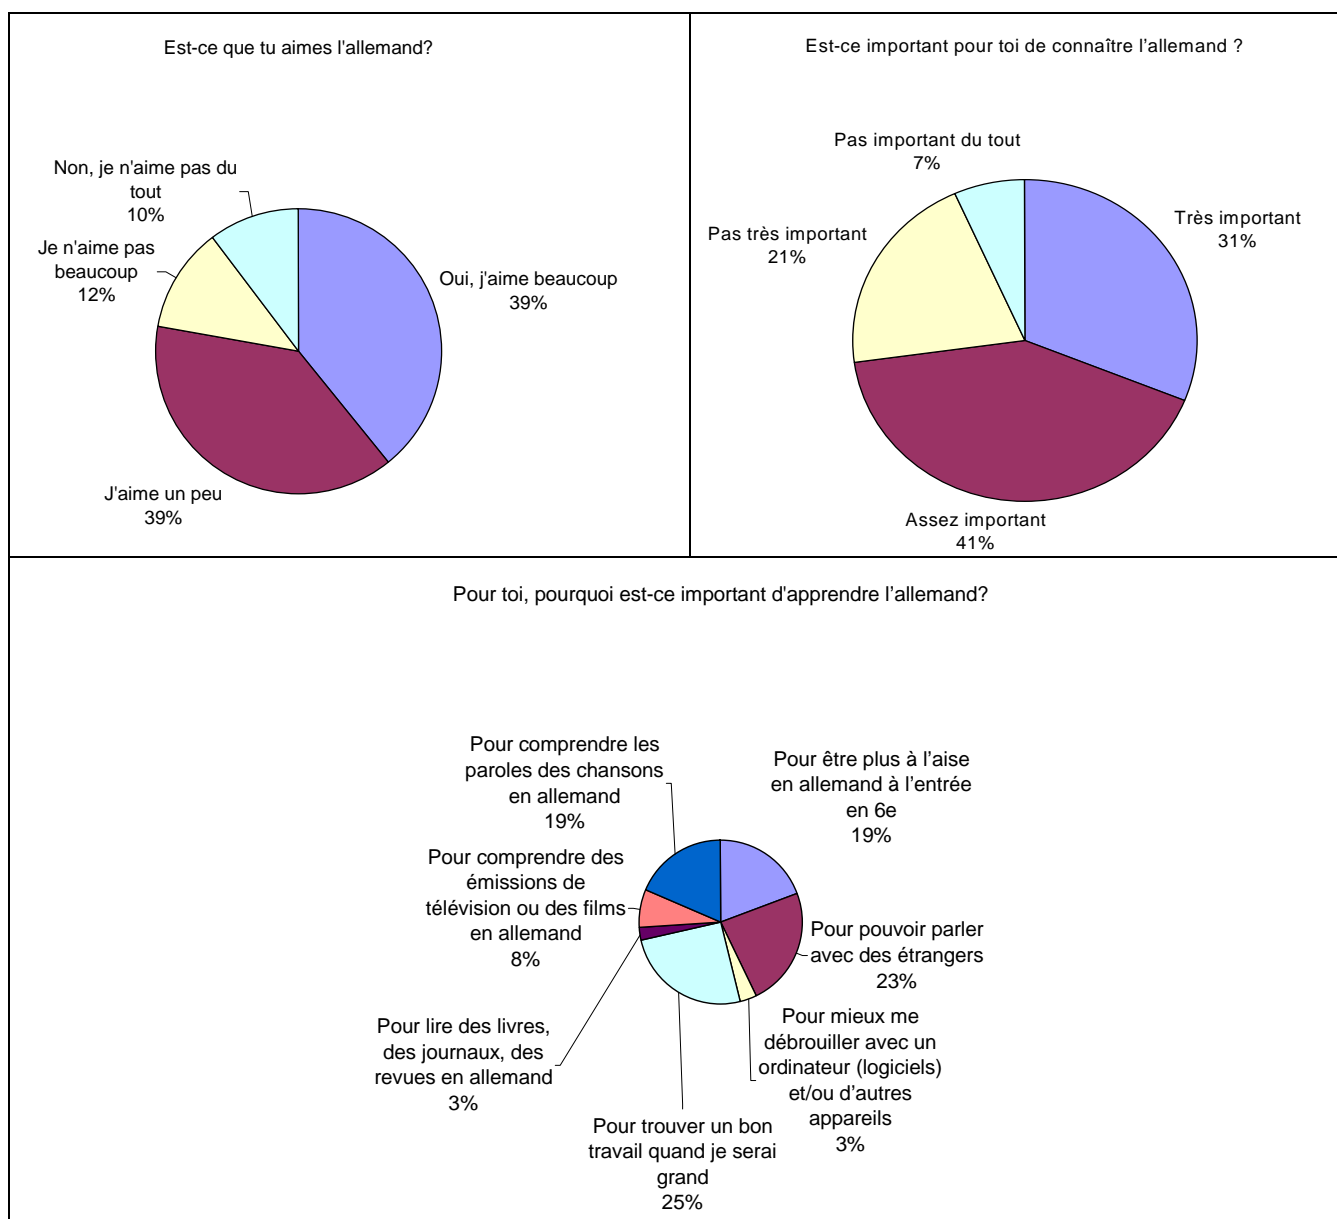 Est-ce que tu aimes l'allemand?
Non, je n'aime pas du
tout
10%
Je n'aime pas
beaucoup
12%
Oui, j'aime beaucoup
39%
J'aime un peu
39%
Est-ce important pour toi de connaître l’allemand ?
Pas important du tout
7%
Très important
31%
Pas très important
21%
Assez important
41%
Pour toi, pourquoi est-ce important d'apprendre l’allemand?
Pour comprendre les
paroles des chansons
en allemand
19%
Pour être plus à l’aise
en allemand à l’entrée
en 6e
19%
Pour comprendre des
émissions de
télévision ou des films
en allemand
8%
Pour pouvoir parler
avec des étrangers
23%
Pour lire des livres,
des journaux, des
revues en allemand
3%
Pour mieux me
débrouiller avec un
ordinateur (logiciels)
et/ou d’autres
appareils
3%
Pour trouver un bon
travail quand je serai
grand
25%